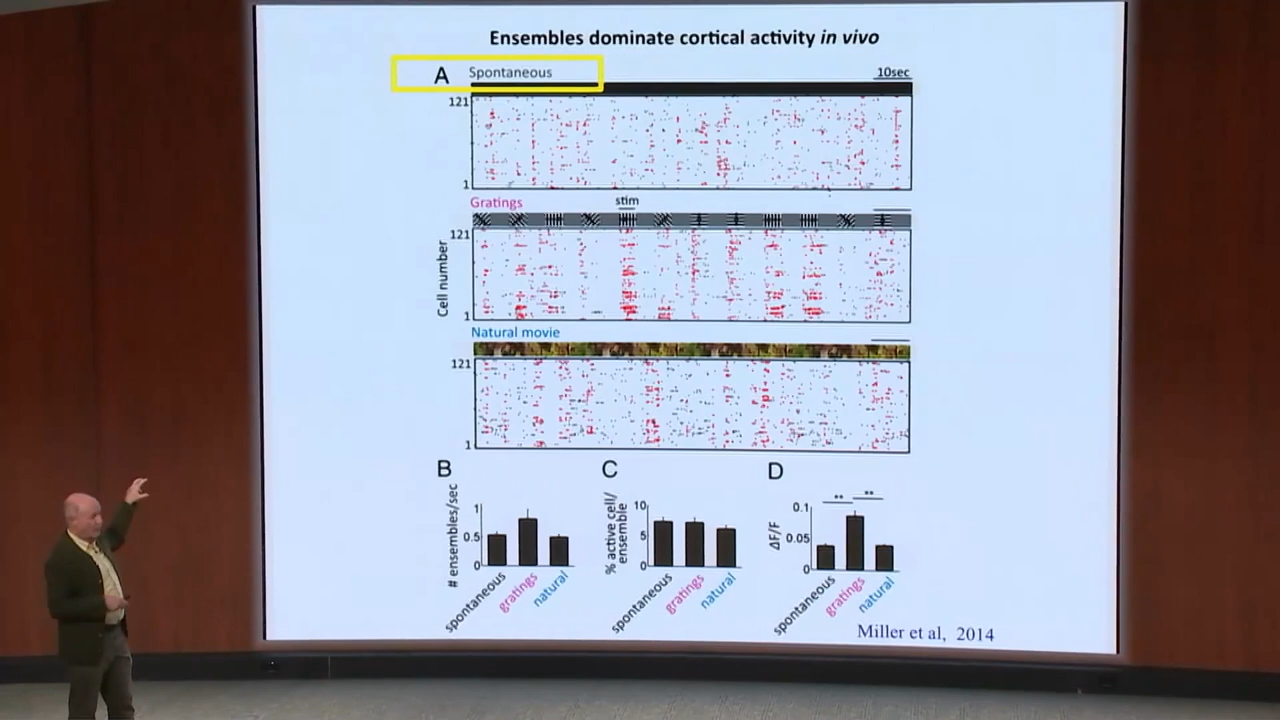 Ensembles dominate cortical activity in vivo
A Spontaneous 10sec
121
1
Gratings stim
121
1
Cell number
Natural movie
121
1
B C D
# ensembles/sec
1
0.5
0
spontaneous
gratings
natural
% active cell/
ensemble
10
5
0
spontaneous
gratings
natural
ΔF/F
0.1
0.05
0
** **
spontaneous
gratings
natural
Miller et al, 2014